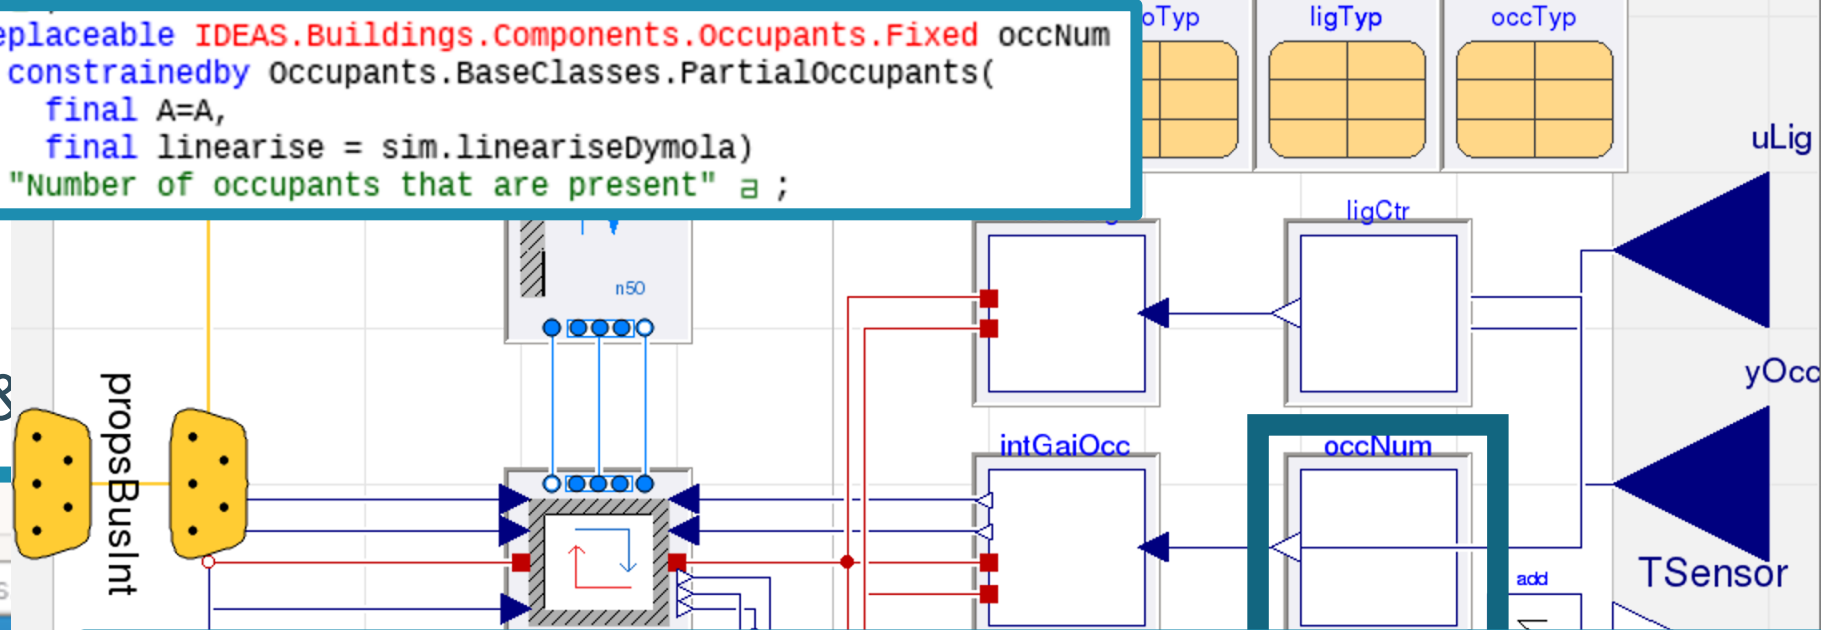 eplaceable IDEAS.Buildings.Components.Occupants.Fixed occNum
constrainedby Occupants.BaseClasses.PartialOccupants(
final A=A,
final linearise = sim.lineariseDymola)
"Number of occupants that are present" a ;
oTyp
ligTyp
occTyp
uLig
ligCtr
n50
yOcc
&
propsBusInt
intGaiOcc
occNum
TSensor
add